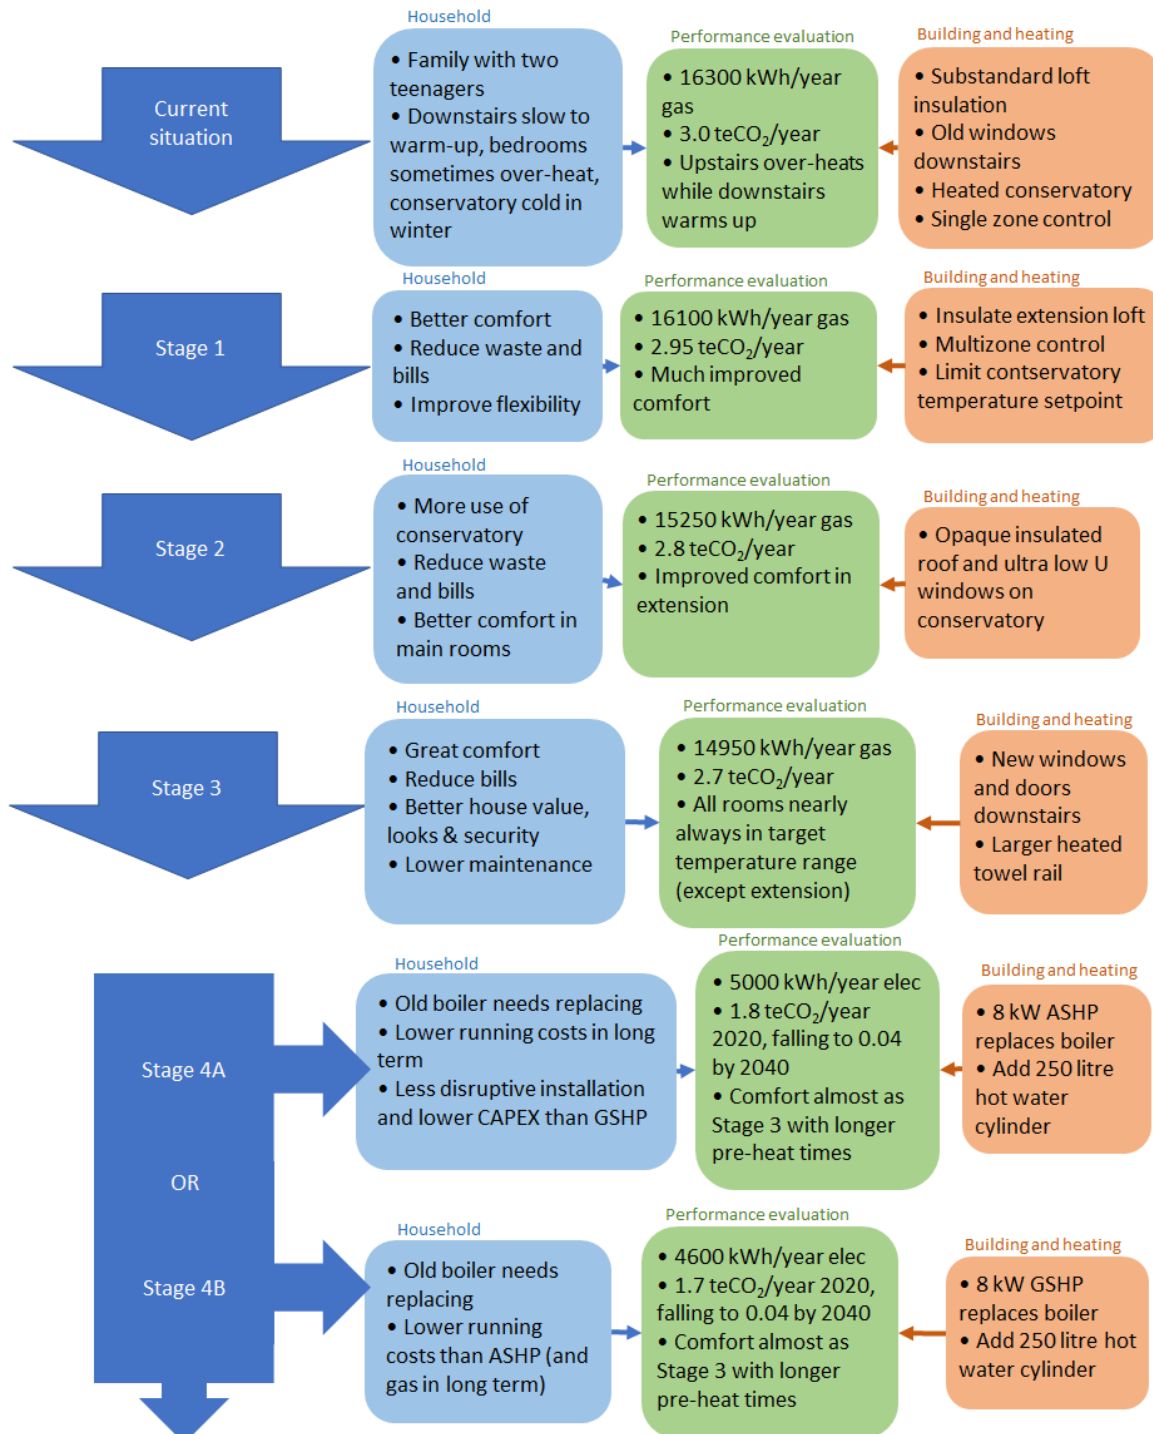 Household
Performance evaluation
Building and heating
Current
situation
• Family with two
teenagers
• Downstairs slow to
warm-up, bedrooms
sometimes over-heat,
conservatory cold in
winter
• 16300 kWh/year
gas
• 3.0 teCO₂/year
• Upstairs over-heats
while downstairs
warms up
• Substandard loft
insulation
• Old windows
downstairs
• Heated conservatory
• Single zone control
Household
Performance evaluation
Building and heating
Stage 1
• Better comfort
• Reduce waste and
bills
• Improve flexibility
• 16100 kWh/year gas
• 2.95 teCO₂/year
• Much improved
comfort
• Insulate extension loft
• Multizone control
• Limit contservatory
temperature setpoint
Household
Performance evaluation
Building and heating
Stage 2
• More use of
conservatory
• Reduce waste
and bills
• Better comfort in
main rooms
• 15250 kWh/year gas
• 2.8 teCO₂/year
• Improved comfort in
extension
• Opaque insulated
roof and ultra low U
windows on
conservatory
Household
Performance evaluation
Building and heating
Stage 3
• Great comfort
• Reduce bills
• Better house value,
looks & security
• Lower maintenance
• 14950 kWh/year gas
• 2.7 teCO₂/year
• All rooms nearly
always in target
temperature range
(except extension)
• New windows
and doors
downstairs
• Larger heated
towel rail
Household
Performance evaluation
Building and heating
Stage 4A
• Old boiler needs replacing
• Lower running costs in long
term
• Less disruptive installation
and lower CAPEX than GSHP
• 5000 kWh/year elec
• 1.8 teCO₂/year
2020, falling to 0.04
by 2040
• Comfort almost as
Stage 3 with longer
pre-heat times
• 8 kW ASHP
replaces boiler
• Add 250 litre
hot water
cylinder
OR
Household
Performance evaluation
Building and heating
Stage 4B
• Old boiler needs
replacing
• Lower running
costs than ASHP (and
gas in long term)
• 4600 kWh/year elec
• 1.7 teCO₂/year 2020,
falling to 0.04 by 2040
• Comfort almost as
Stage 3 with longer
pre-heat times
• 8 kW GSHP
replaces boiler
• Add 250 litre hot
water cylinder